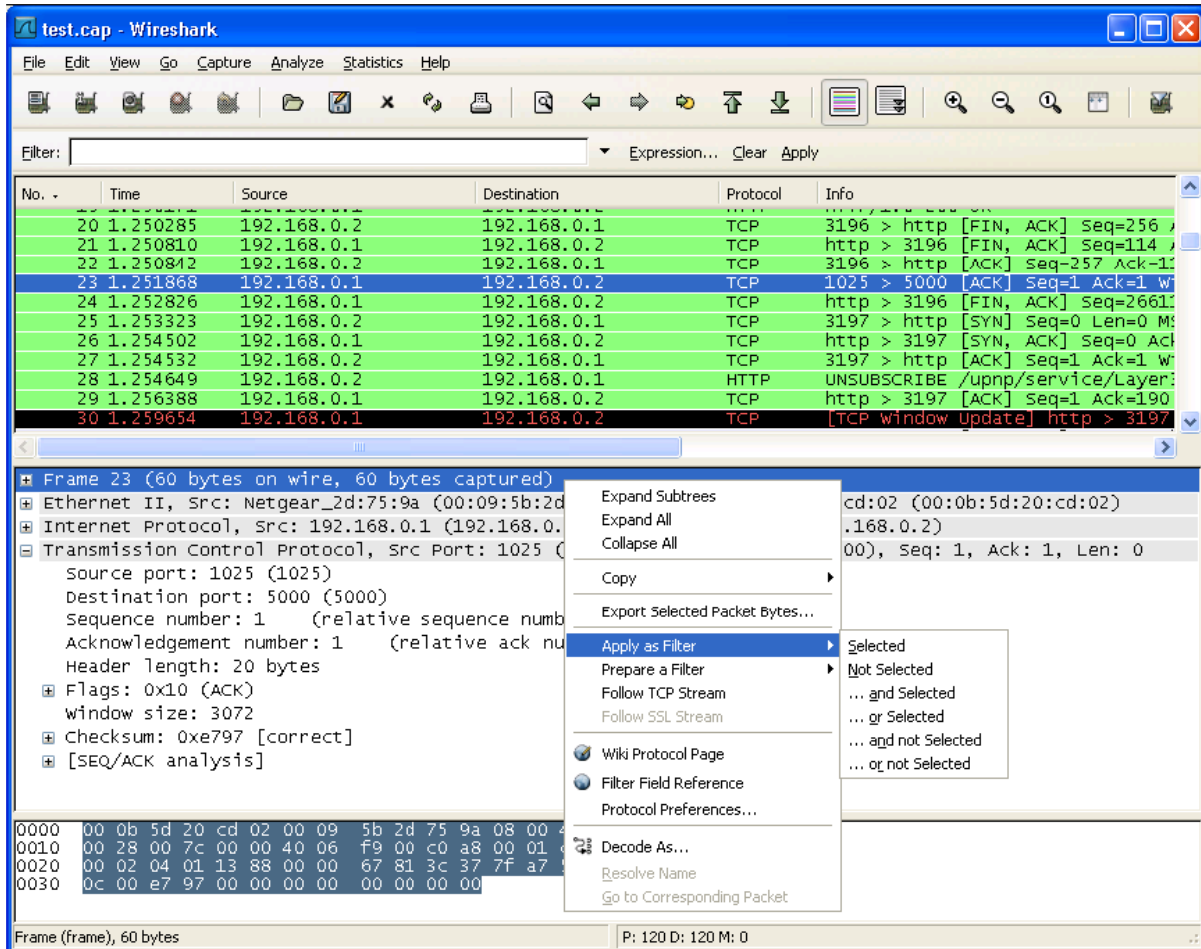 test.cap - Wireshark
File Edit View Go Capture Analyze Statistics Help
Filter: Expression... Clear Apply
No. Time Source Destination Protocol Info
20 1.250285 192.168.0.2 192.168.0.1 TCP 3196 > http [FIN, ACK] Seq=256
21 1.250810 192.168.0.1 192.168.0.2 TCP http > 3196 [FIN, ACK] Seq=114
22 1.250842 192.168.0.2 192.168.0.1 TCP 3196 > http [ACK] Seq=257 Ack=11
23 1.251868 192.168.0.1 192.168.0.2 TCP 1025 > 5000 [ACK] Seq=1 Ack=1
24 1.252826 192.168.0.1 192.168.0.2 TCP http > 3196 [FIN, ACK] Seq=26611
25 1.253323 192.168.0.2 192.168.0.1 TCP 3197 > http [SYN] Seq=0 Len=0
26 1.254502 192.168.0.1 192.168.0.2 TCP http > 3197 [SYN, ACK] Seq=0
27 1.254532 192.168.0.2 192.168.0.1 TCP 3197 > http [ACK] Seq=1 Ack=1
28 1.254649 192.168.0.2 192.168.0.1 HTTP UNSUBSCRIBE /upnp/service/Layer
29 1.256388 192.168.0.1 192.168.0.2 TCP http > 3197 [ACK] Seq=1 Ack=190
30 1.259654 192.168.0.1 192.168.0.2 TCP [TCP Window Update] http > 3197
Frame 23 (60 bytes on wire, 60 bytes captured)
Ethernet II, Src: Netgear_2d:75:9a (00:09:5b:2d cd:02 (00:0b:5d:20:cd:02)
Internet Protocol, Src: 192.168.0.1 (192.168.0. .168.0.2)
Transmission Control Protocol, Src Port: 1025 ( 00), Seq: 1, Ack: 1, Len: 0
Source port: 1025 (1025)
Destination port: 5000 (5000)
Sequence number: 1 (relative sequence numb
Acknowledgement number: 1 (relative ack nu
Header length: 20 bytes
Flags: 0x10 (ACK)
Window size: 3072
Checksum: 0xe797 [correct]
[SEQ/ACK analysis]
Expand Subtrees
Expand All
Collapse All
Copy
Export Selected Packet Bytes...
Apply as Filter
Prepare a Filter
Follow TCP Stream
Follow SSL Stream
Wiki Protocol Page
Filter Field Reference
Protocol Preferences...
Decode As...
Resolve Name
Go to Corresponding Packet
Selected
Not Selected
... and Selected
... or Selected
... and not Selected
... or not Selected
0000 00 0b 5d 20 cd 02 00 09 5b 2d 75 9a 08 00
0010 00 28 00 7c 00 00 40 06 f9 00 c0 a8 00 01
0020 00 02 04 01 13 88 00 00 67 81 3c 37 7f a7
0030 0c 00 e7 97 00 00 00 00 00 00 00 00
Frame (frame), 60 bytes P: 120 D: 120 M: 0